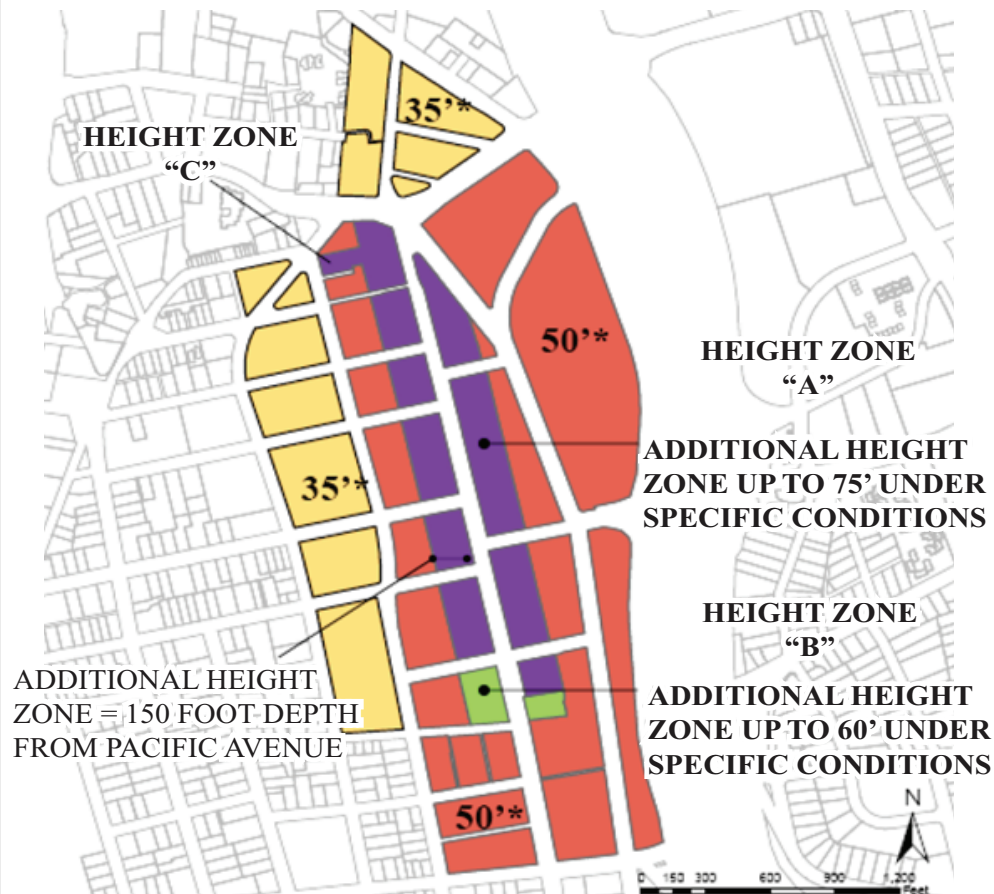 35’*
HEIGHT ZONE
“C”
50’*
HEIGHT ZONE
“A”
ADDITIONAL HEIGHT
ZONE UP TO 75’ UNDER
SPECIFIC CONDITIONS
35’*
HEIGHT ZONE
“B”
ADDITIONAL HEIGHT
ZONE = 150 FOOT DEPTH
FROM PACIFIC AVENUE
ADDITIONAL HEIGHT
ZONE UP TO 60’ UNDER
SPECIFIC CONDITIONS
50’*
N
0 150 300 600 900 1,200
Feet